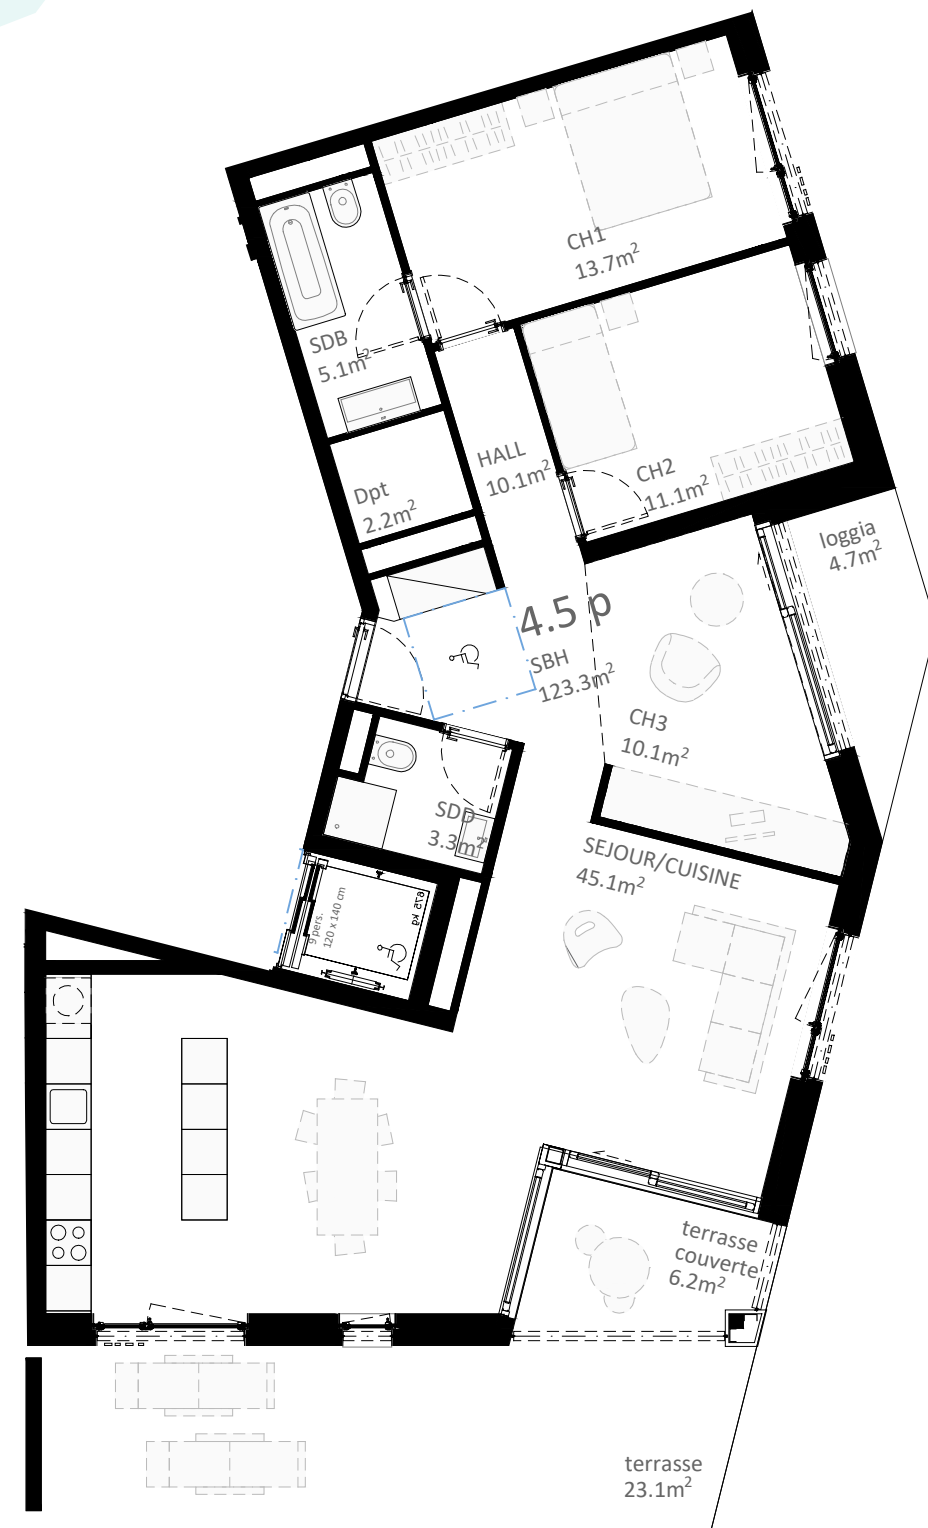 CH1
13.7m²
SDB
5.1m²
HALL
10.1m²
CH2
11.1m²
Dpt
2.2m²
loggia
4.7m²
4.5 p
SBH
123.3m²
CH3
10.1m²
SDD
3.3m²
SEJOUR/CUISINE
45.1m²
9 pers.
120 x 140 cm
675 kg
terrasse
couverte
6.2m²
terrasse
23.1m²